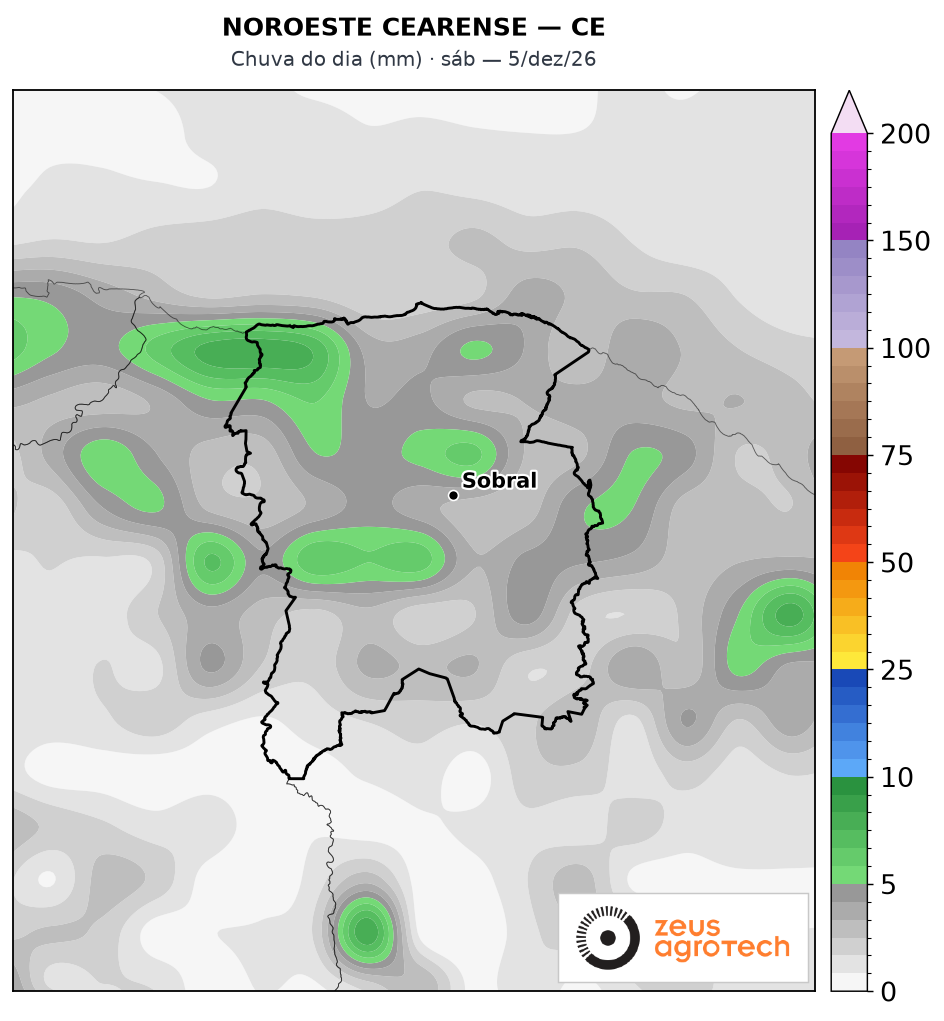 NOROESTE CEARENSE — CE
Chuva do dia (mm) · sáb — 5/dez/26
200
150
100
75
50
25
10
5
0
Sobral
zeus
agrotech